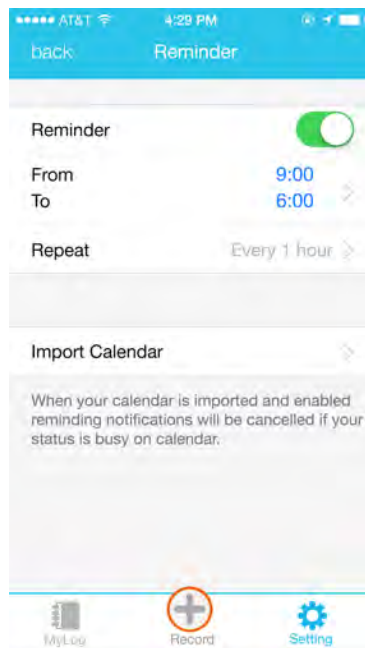 AT&T 4:29 PM
back Reminder
Reminder
From 9:00
To 6:00
Repeat Every 1 hour
Import Calendar
When your calendar is imported and enabled
reminding notifications will be cancelled if your
status is busy on calendar.
MyLog Record Setting